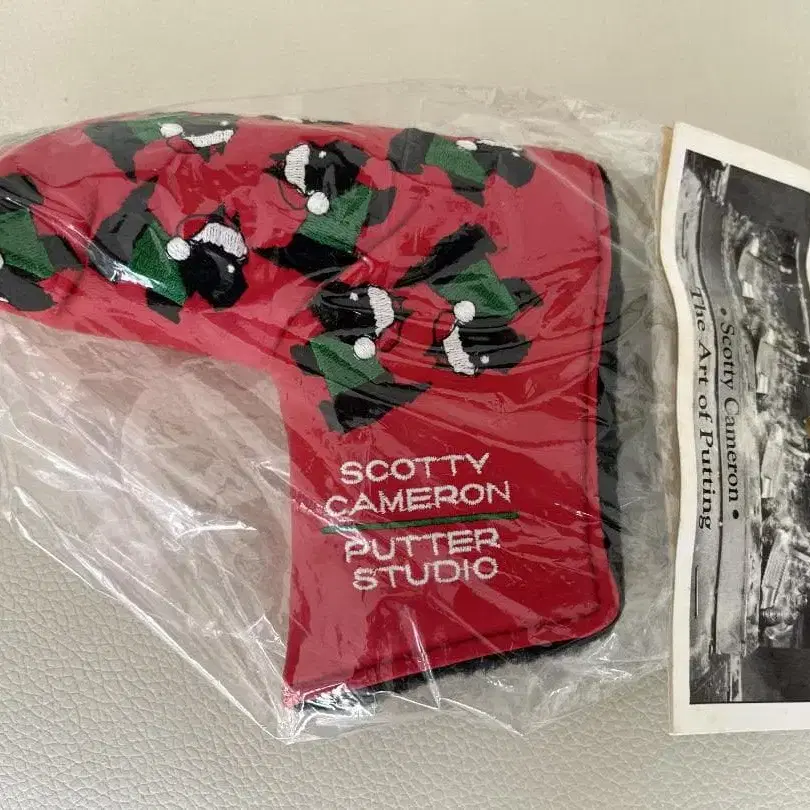 SCOTTY
CAMERON
PUTTER
STUDIO
• Scotty Cameron •
The Art of Putting